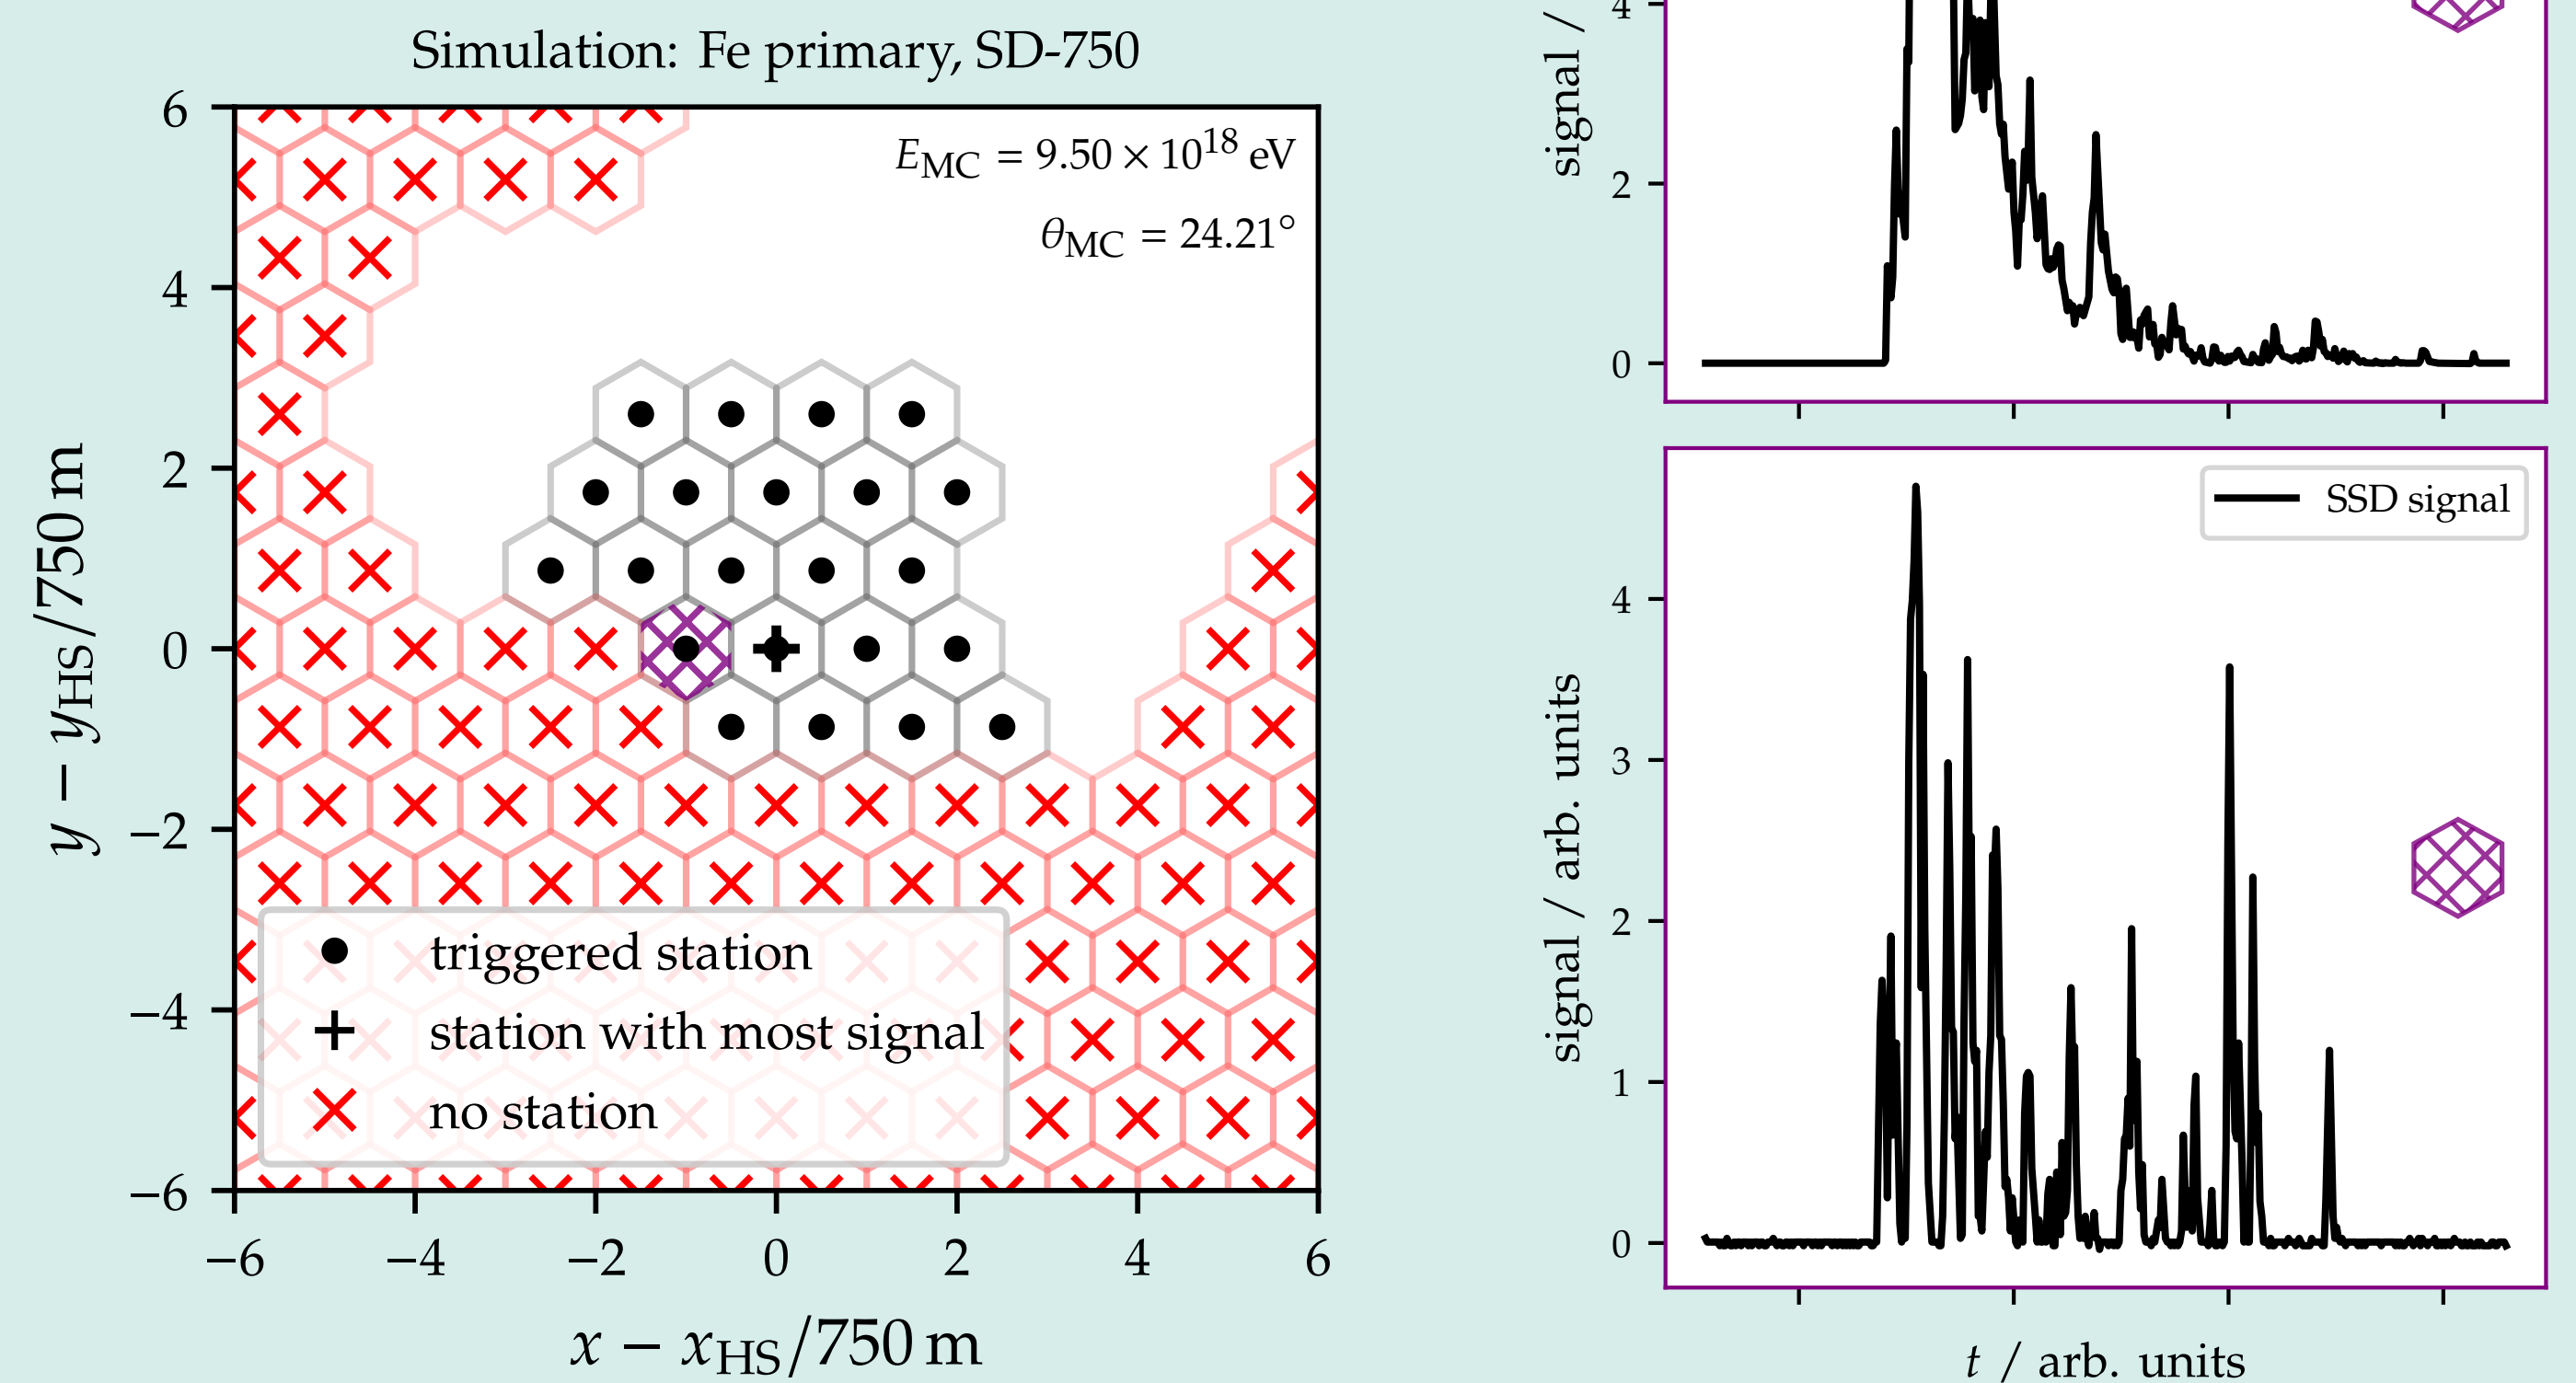 Simulation: Fe primary, SD-750
E_MC = 9.50 × 10^18 eV
θ_MC = 24.21°
6
4
2
0
−2
−4
−6
y − y_HS/750 m
triggered station
station with most signal
no station
−6 −4 −2 0 2 4 6
x − x_HS/750 m
4
2
0
signal /
SSD signal
4
3
2
1
0
signal / arb. units
t / arb. units